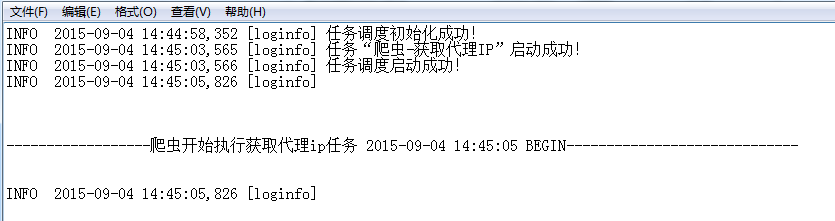 文件(F) 编辑(E) 格式(O) 查看(V) 帮助(H)
INFO  2015-09-04 14:44:58,352 [loginfo] 任务调度初始化成功!
INFO  2015-09-04 14:45:03,565 [loginfo] 任务“爬虫-获取代理IP”启动成功!
INFO  2015-09-04 14:45:03,566 [loginfo] 任务调度启动成功!
INFO  2015-09-04 14:45:05,826 [loginfo]
------------------爬虫开始执行获取代理ip任务 2015-09-04 14:45:05 BEGIN-----------------------------
INFO  2015-09-04 14:45:05,826 [loginfo]